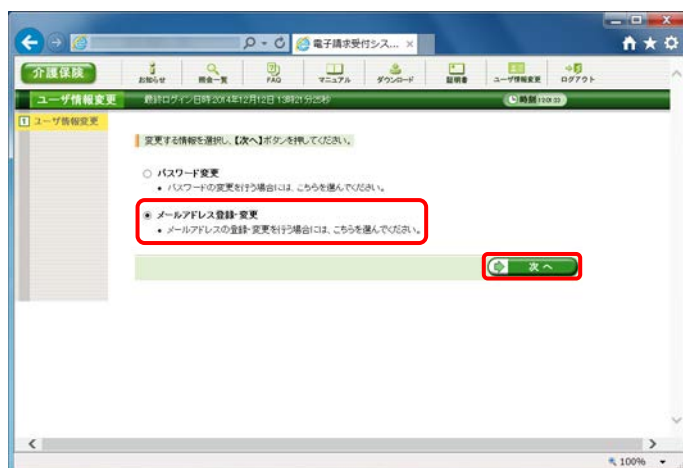 電子請求受付シス... ×
介護保険
お知らせ 照会一覧 FAQ マニュアル ダウンロード 証明書 ユーザ情報変更 ログアウト
ユーザ情報変更 最終ログイン日時:2014年12月12日 13時21分25秒 時刻
1 ユーザ情報変更
変更する情報を選択し、【次へ】ボタンを押してください。
パスワード変更
• パスワードの変更を行う場合には、こちらを選んでください。
メールアドレス登録・変更
• メールアドレスの登録・変更を行う場合には、こちらを選んでください。
次へ
100%